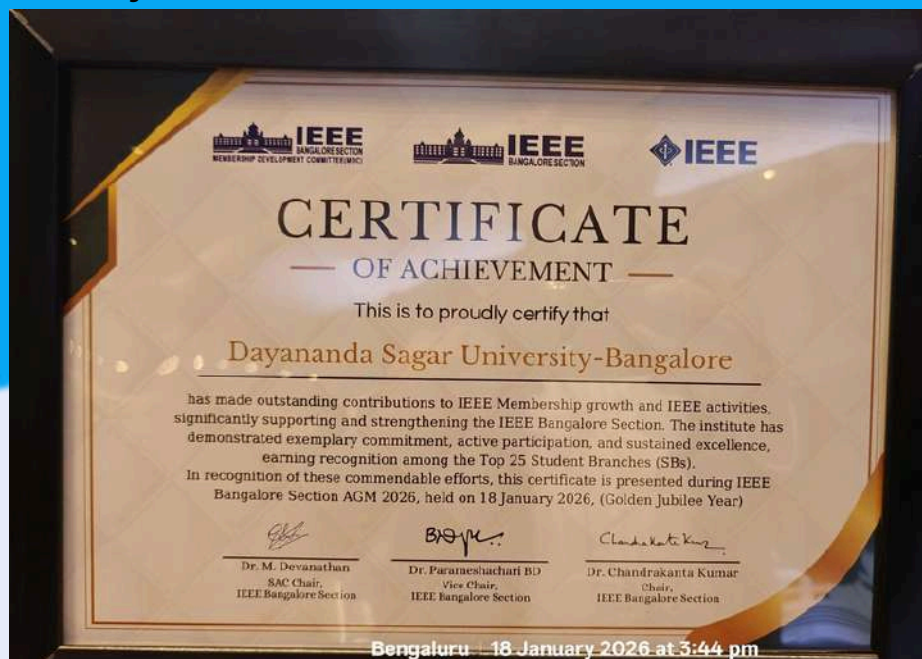 IEEE
BANGALORE SECTION
MEMBERSHIP DEVELOPMENT COMMITTEE(MDC)
IEEE
BANGALORE SECTION
IEEE
CERTIFICATE
OF ACHIEVEMENT
This is to proudly certify that
Dayananda Sagar University-Bangalore
has made outstanding contributions to IEEE Membership growth and IEEE activities,
significantly supporting and strengthening the IEEE Bangalore Section. The institute has
demonstrated exemplary commitment, active participation, and sustained excellence,
earning recognition among the Top 25 Student Branches (SBs).
In recognition of these commendable efforts, this certificate is presented during IEEE
Bangalore Section AGM 2026, held on 18 January 2026, (Golden Jubilee Year)
Dr. M. Devanathan
SAC Chair,
IEEE Bangalore Section
Dr. Parameshachari BD
Vice Chair,
IEEE Bangalore Section
Chandrakanta Kumar
Dr. Chandrakanta Kumar
Chair,
IEEE Bangalore Section
Bengaluru | 18 January 2026 at 3:44 pm